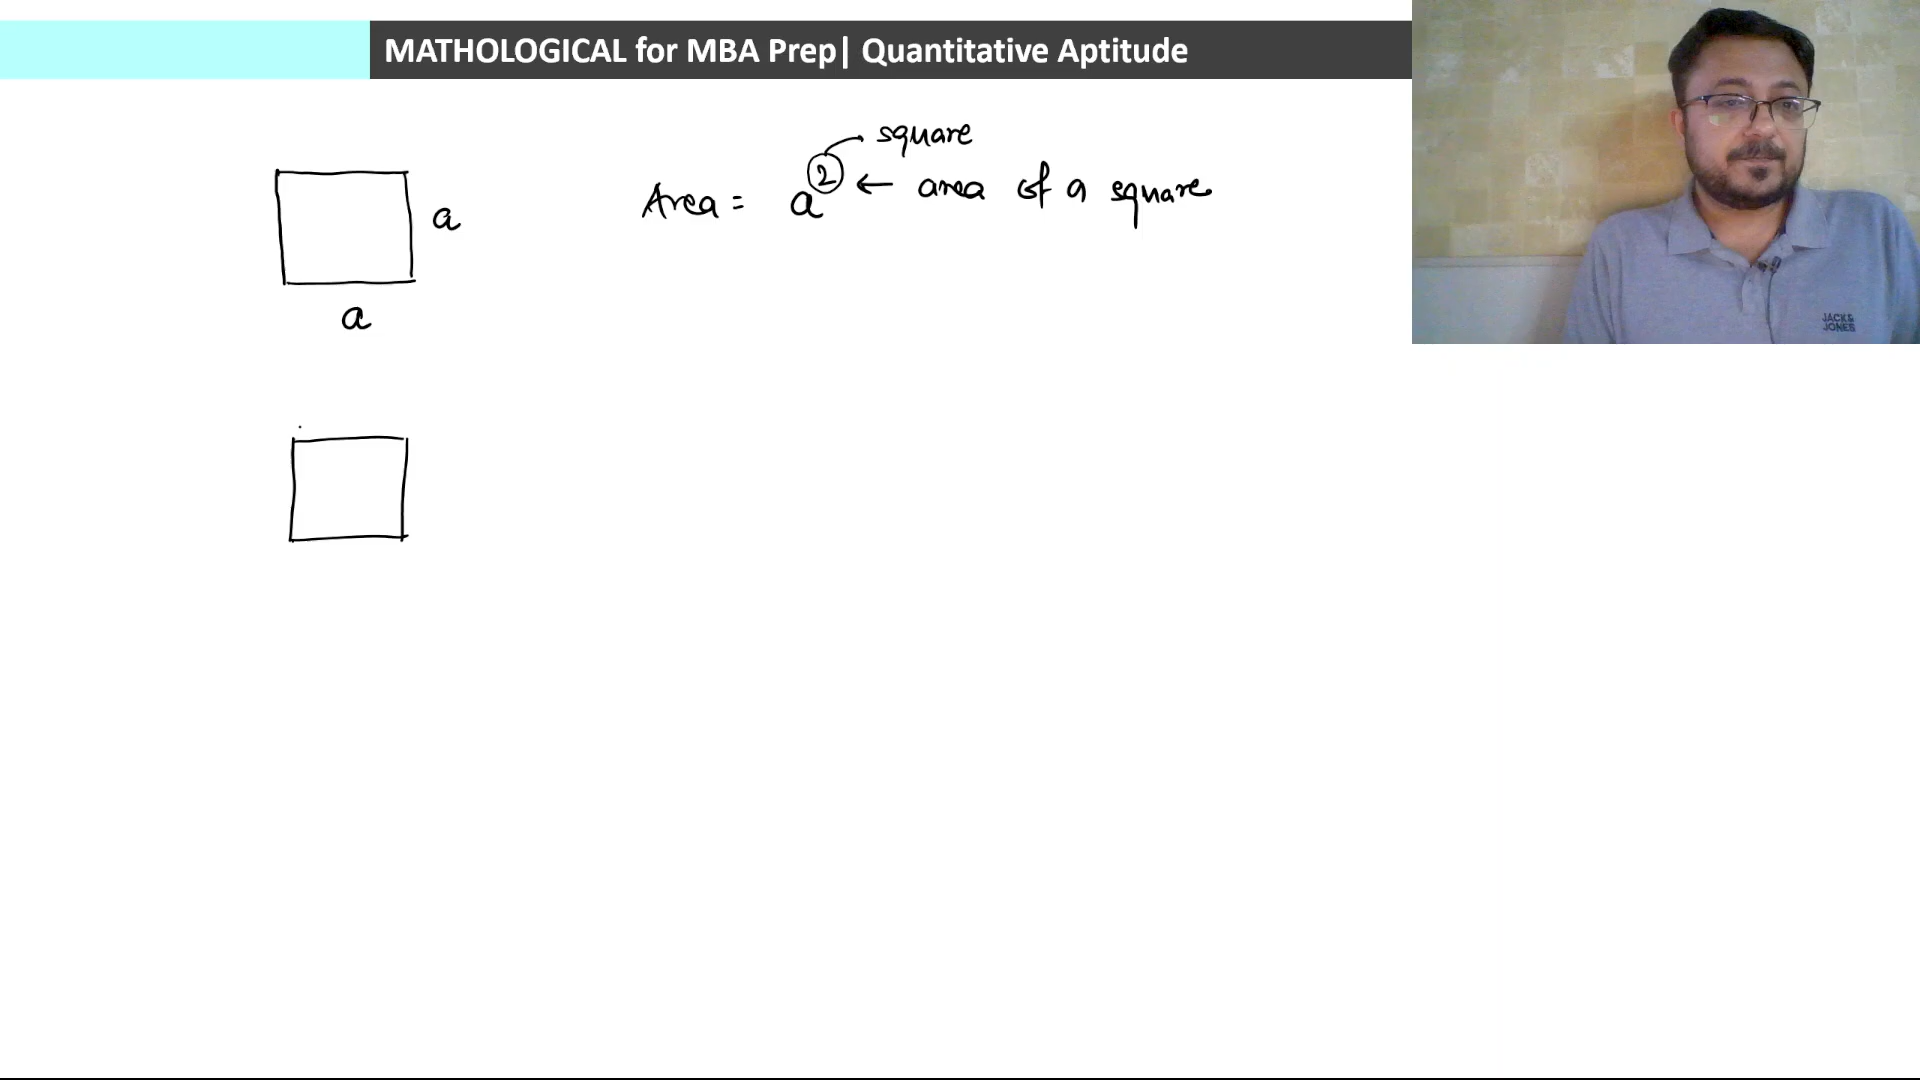 MATHOLOGICAL for MBA Prep| Quantitative Aptitude
square
Area = a² ← area of a square
a
a
JACK&
JONES